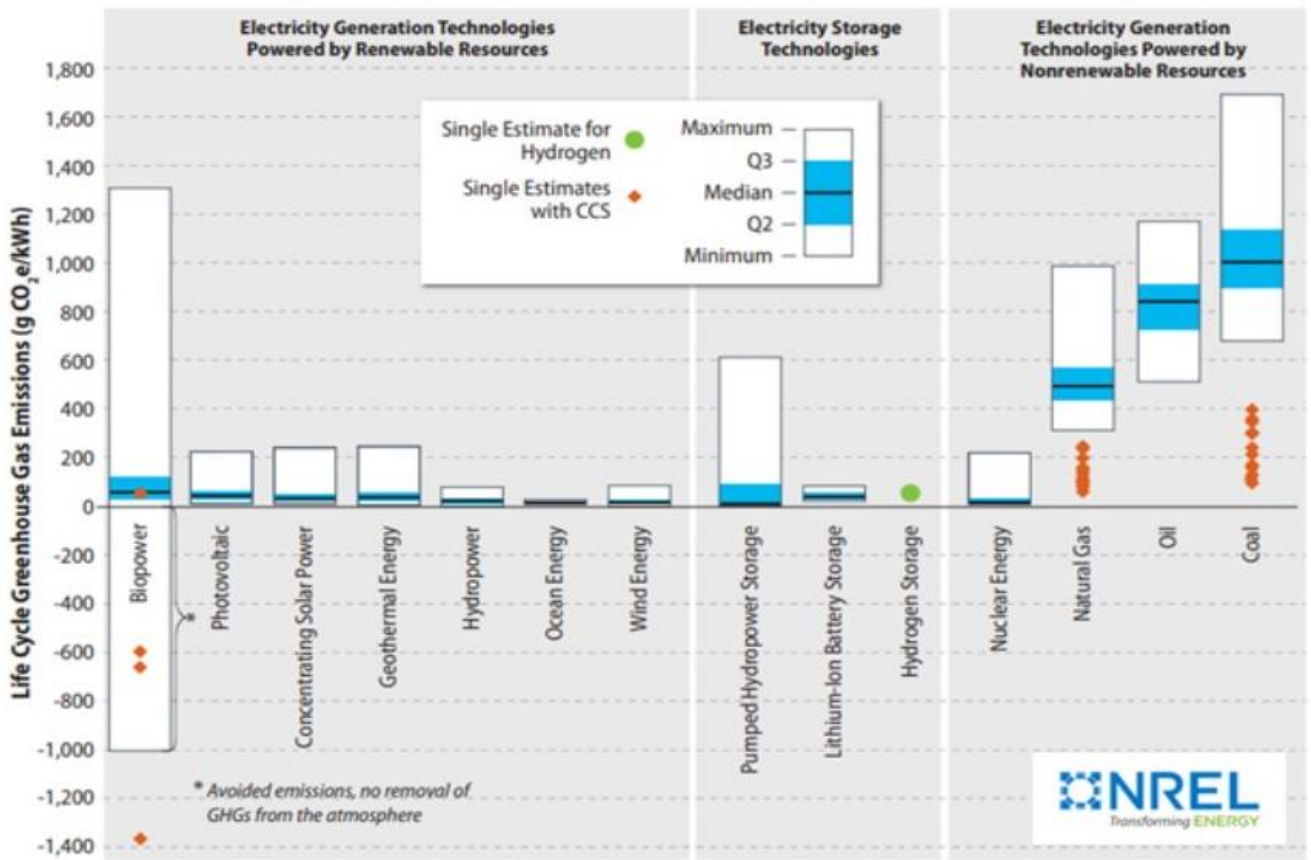 Electricity Generation Technologies
Powered by Renewable Resources
Electricity Storage
Technologies
Electricity Generation
Technologies Powered by
Nonrenewable Resources
Life Cycle Greenhouse Gas Emissions (g CO₂e/kWh)
1,800
1,600
1,400
1,200
1,000
800
600
400
200
0
-200
-400
-600
-800
-1,000
-1,200
-1,400
Single Estimate for
Hydrogen
Single Estimates
with CCS
Maximum
Q3
Median
Q2
Minimum
Biopower
*
Photovoltaic
Concentrating Solar Power
Geothermal Energy
Hydropower
Ocean Energy
Wind Energy
Pumped Hydropower Storage
Lithium-Ion Battery Storage
Hydrogen Storage
Nuclear Energy
Natural Gas
Oil
Coal
* Avoided emissions, no removal of
GHGs from the atmosphere
NREL
Transforming ENERGY